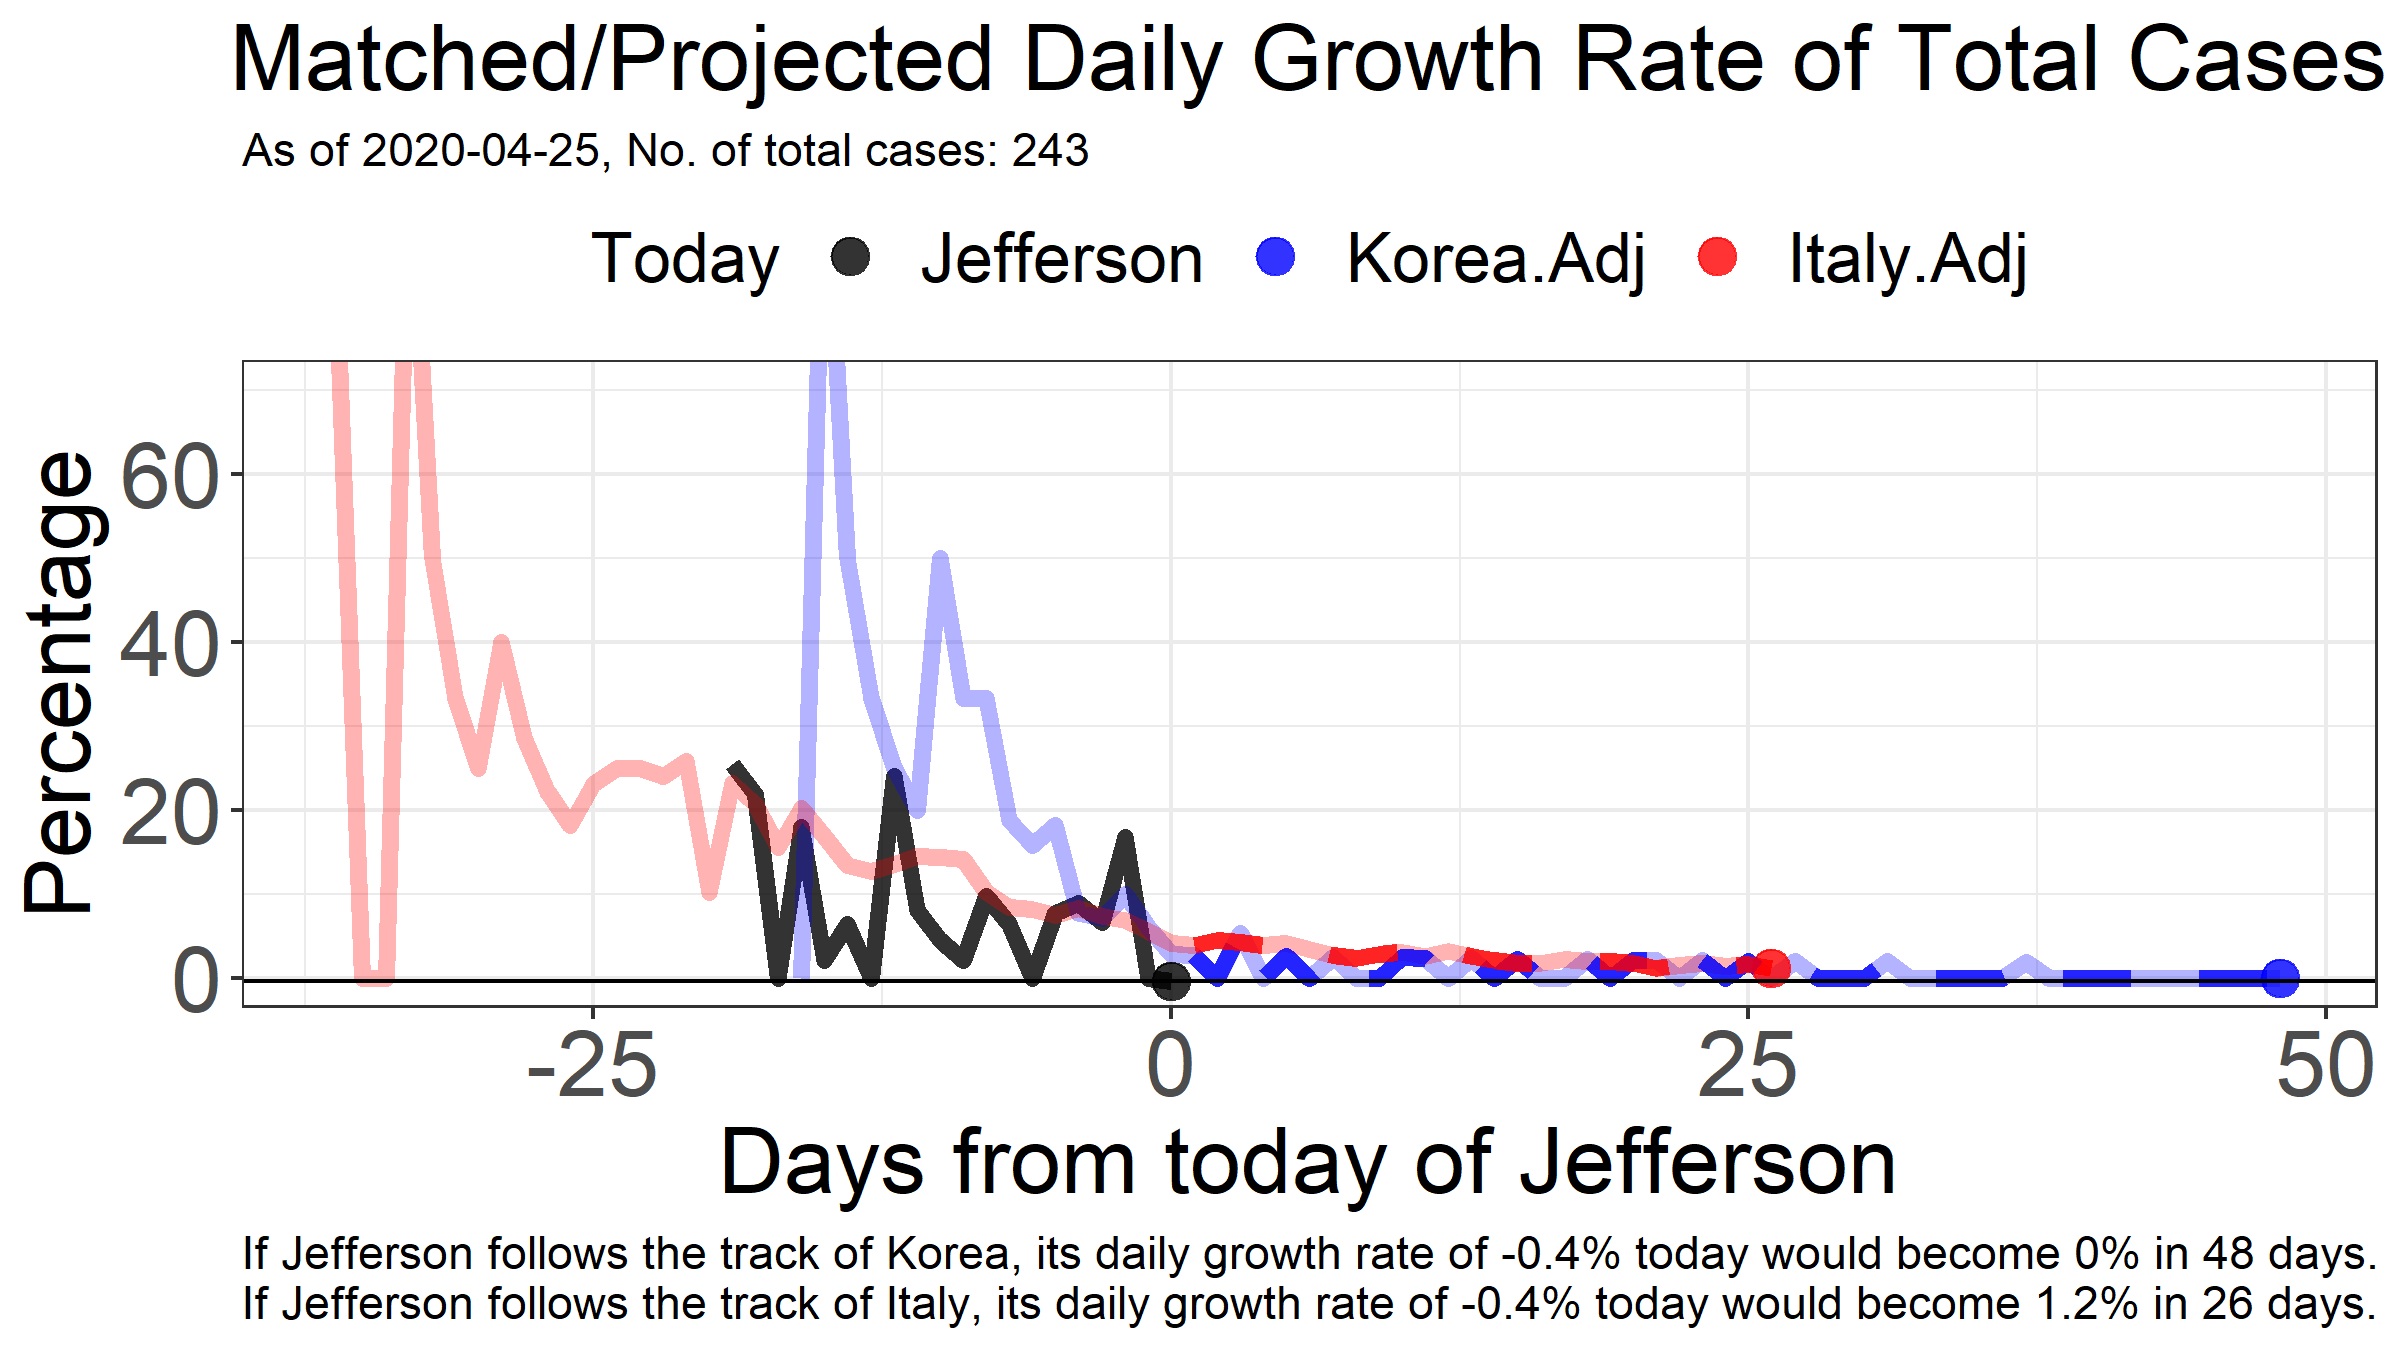 Matched/Projected Daily Growth Rate of Total Cases
As of 2020-04-25, No. of total cases: 243
Today Jefferson Korea.Adj Italy.Adj
Percentage
60
40
20
0
-25 0 25 50
Days from today of Jefferson
If Jefferson follows the track of Korea, its daily growth rate of -0.4% today would become 0% in 48 days.
If Jefferson follows the track of Italy, its daily growth rate of -0.4% today would become 1.2% in 26 days.